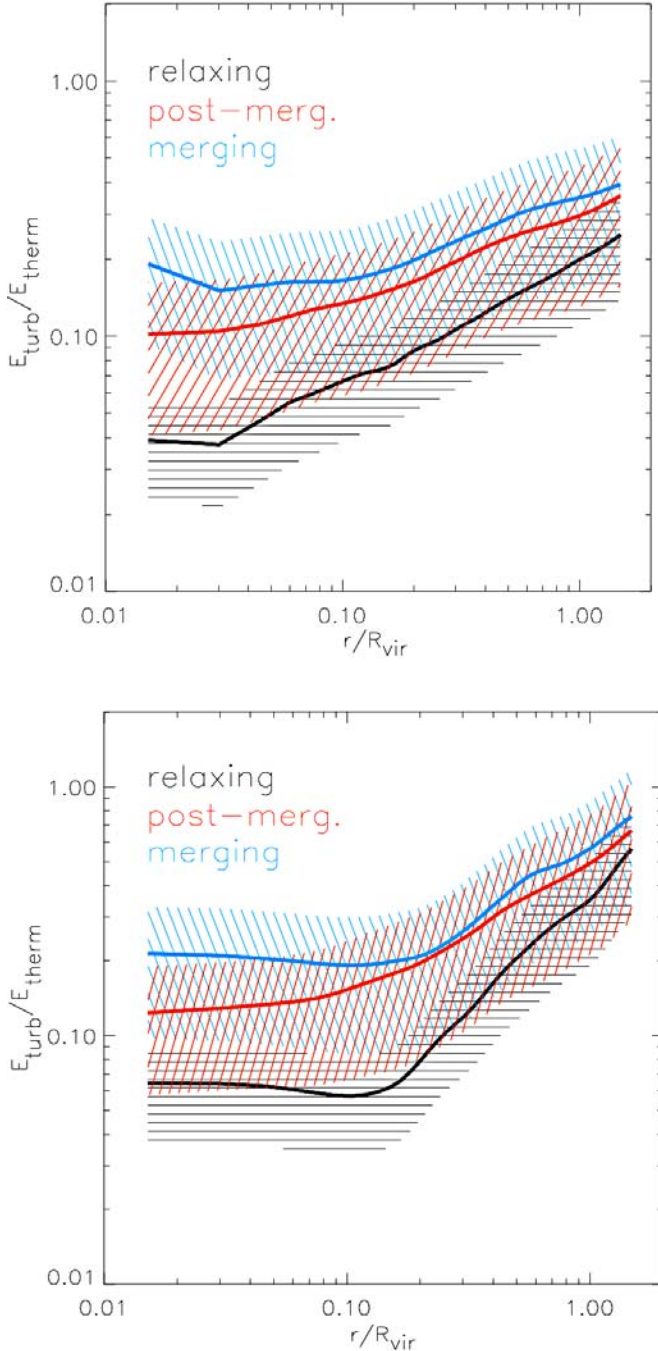 relaxing
post-merg.
merging
1.00
0.10
0.01
E_turb/E_therm
0.01
0.10
1.00
r/R_vir
relaxing
post-merg.
merging
1.00
0.10
0.01
E_turb/E_therm
0.01
0.10
1.00
r/R_vir